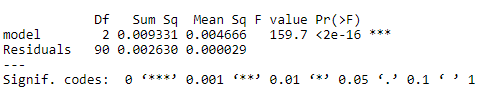 Df Sum Sq Mean Sq F value Pr(>F)
model 2 0.009331 0.004666 159.7 <2e-16 ***
Residuals 90 0.002630 0.000029
---
Signif. codes: 0 ‘***’ 0.001 ‘**’ 0.01 ‘*’ 0.05 ‘.’ 0.1 ‘ ’ 1